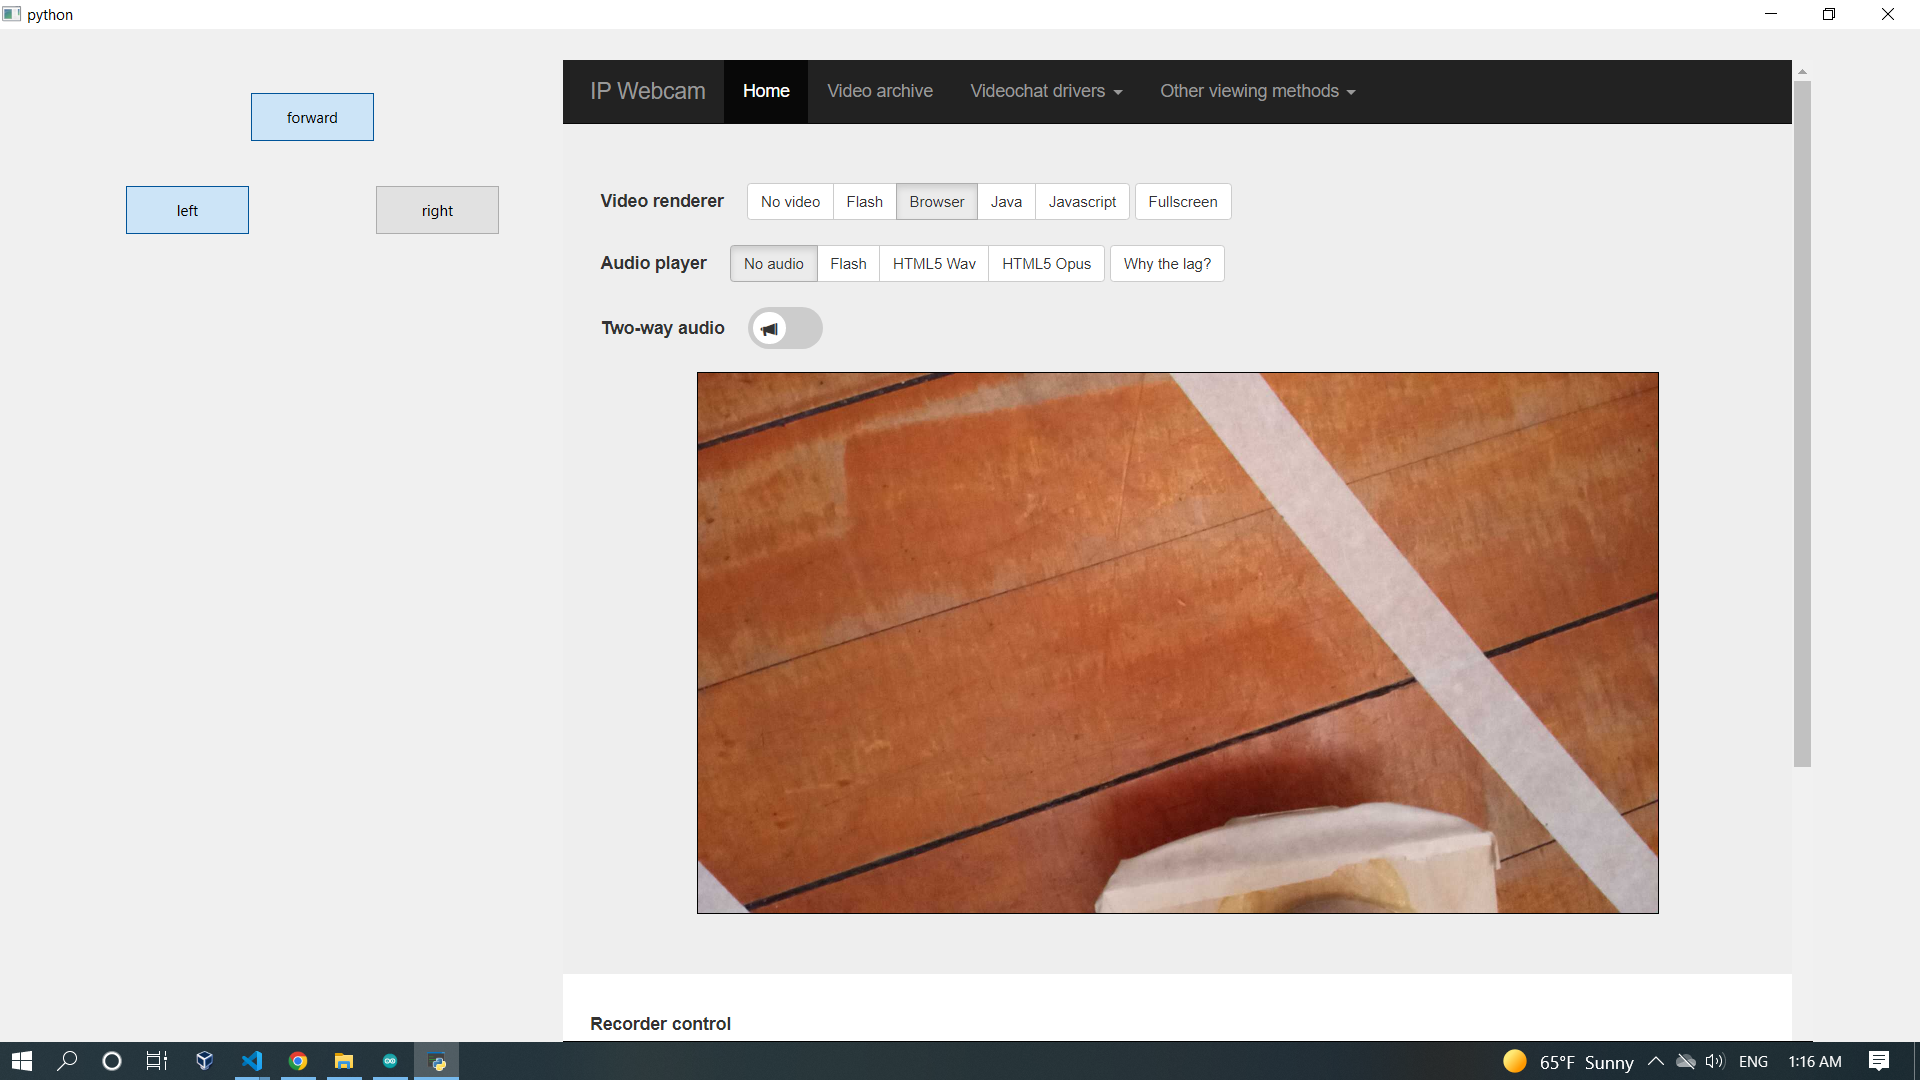 python
forward
left right
IP Webcam Home Video archive Videochat drivers Other viewing methods
Video renderer No video Flash Browser Java Javascript Fullscreen
Audio player No audio Flash HTML5 Wav HTML5 Opus Why the lag?
Two-way audio
Recorder control
65°F Sunny ENG 1:16 AM